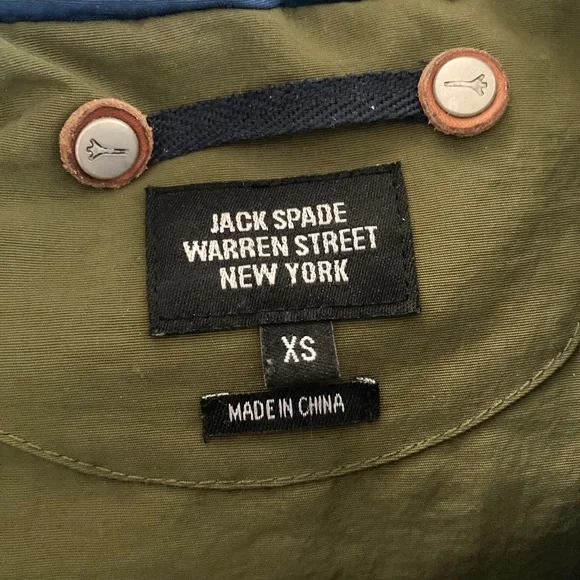 JACK SPADE
WARREN STREET
NEW YORK
XS
MADE IN CHINA